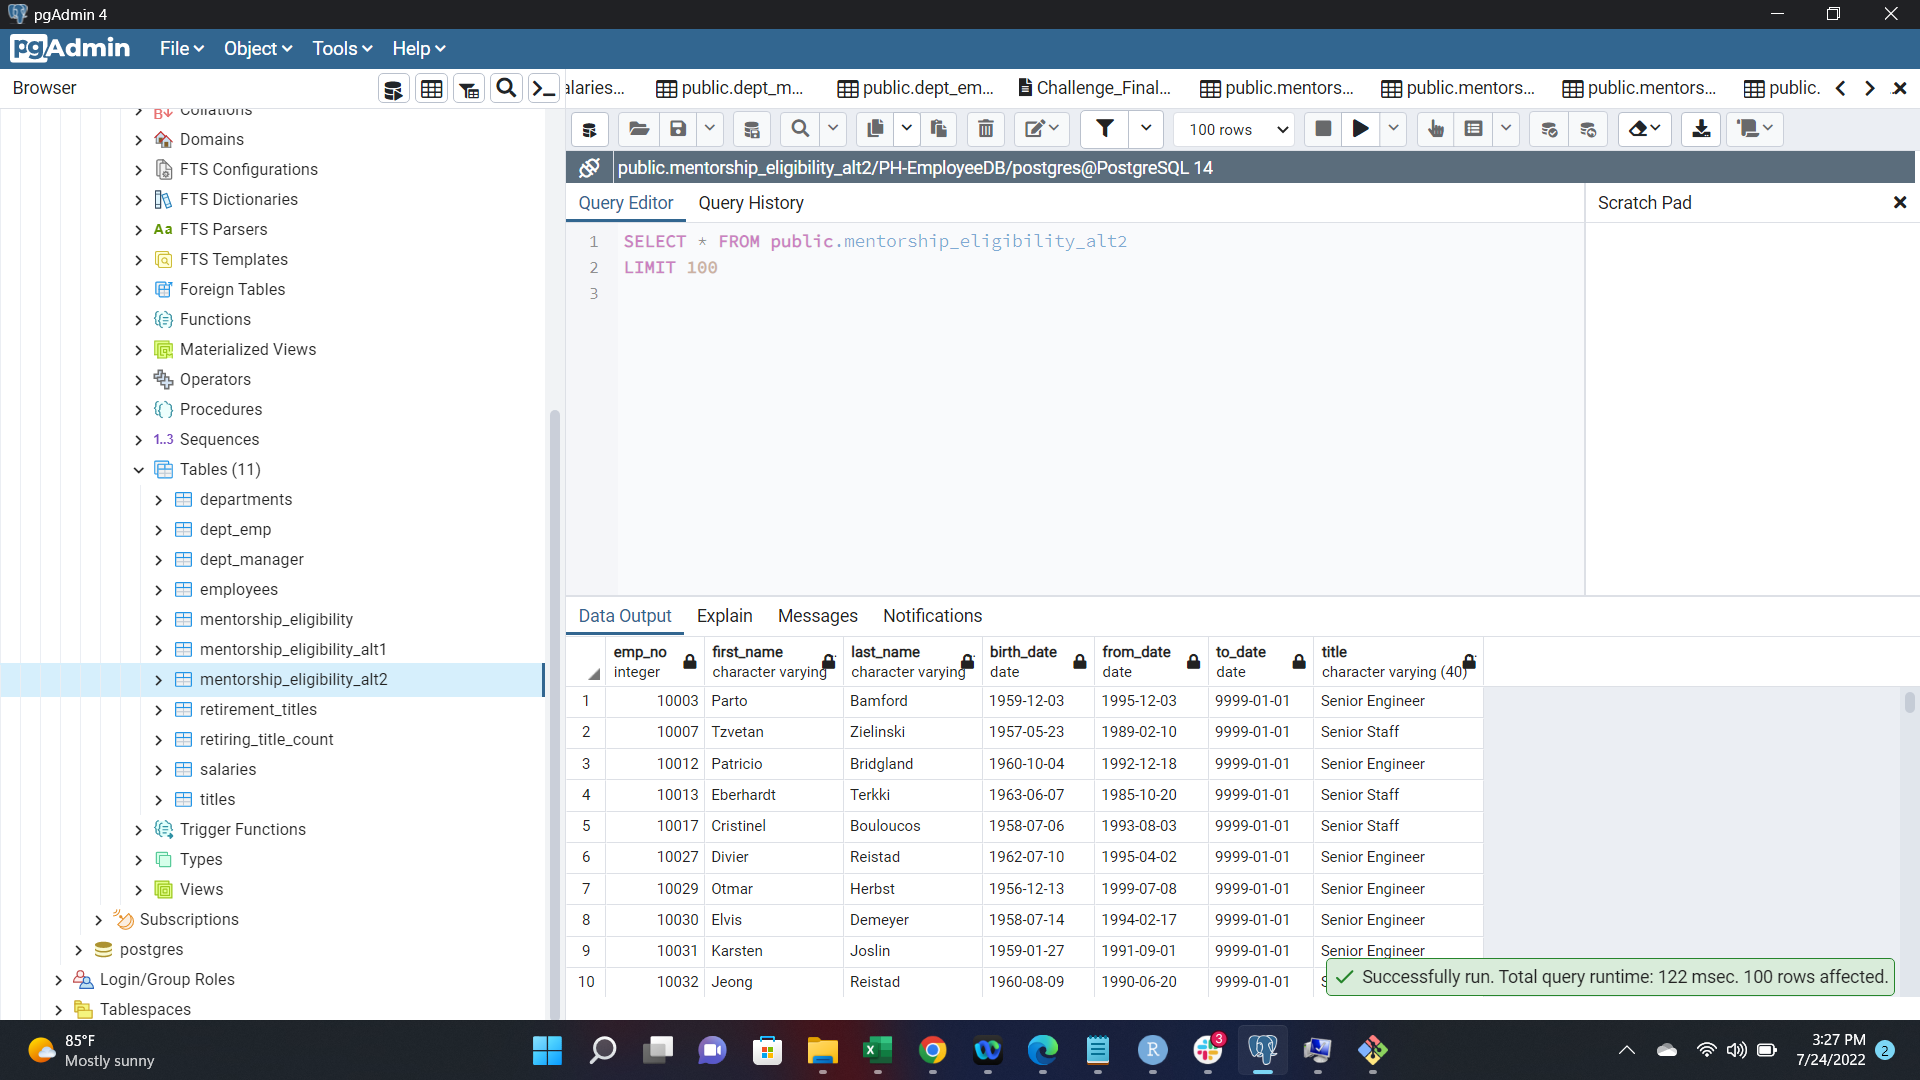 pgAdmin 4
pgAdmin File Object Tools Help
Browser
Collations
Domains
FTS Configurations
FTS Dictionaries
Aa FTS Parsers
FTS Templates
Foreign Tables
Functions
Materialized Views
Operators
Procedures
1..3 Sequences
Tables (11)
departments
dept_emp
dept_manager
employees
mentorship_eligibility
mentorship_eligibility_alt1
mentorship_eligibility_alt2
retirement_titles
retiring_title_count
salaries
titles
Trigger Functions
Types
Views
Subscriptions
postgres
Login/Group Roles
Tablespaces
alaries... public.dept_m... public.dept_em... Challenge_Final... public.mentors... public.mentors... public.mentors... public.
100 rows
public.mentorship_eligibility_alt2/PH-EmployeeDB/postgres@PostgreSQL 14
Query Editor Query History
1 SELECT * FROM public.mentorship_eligibility_alt2
2 LIMIT 100
3
Scratch Pad
Data Output Explain Messages Notifications
emp_no first_name last_name birth_date from_date to_date title
integer character varying character varying date date date character varying (40)
1 10003 Parto Bamford 1959-12-03 1995-12-03 9999-01-01 Senior Engineer
2 10007 Tzvetan Zielinski 1957-05-23 1989-02-10 9999-01-01 Senior Staff
3 10012 Patricio Bridgland 1960-10-04 1992-12-18 9999-01-01 Senior Engineer
4 10013 Eberhardt Terkki 1963-06-07 1985-10-20 9999-01-01 Senior Staff
5 10017 Cristinel Bouloucos 1958-07-06 1993-08-03 9999-01-01 Senior Staff
6 10027 Divier Reistad 1962-07-10 1995-04-02 9999-01-01 Senior Engineer
7 10029 Otmar Herbst 1956-12-13 1999-07-08 9999-01-01 Senior Engineer
8 10030 Elvis Demeyer 1958-07-14 1994-02-17 9999-01-01 Senior Engineer
9 10031 Karsten Joslin 1959-01-27 1991-09-01 9999-01-01 Senior Engineer
10 10032 Jeong Reistad 1960-08-09 1990-06-20 9999-01-01
Successfully run. Total query runtime: 122 msec. 100 rows affected.
85°F
Mostly sunny
R
3
3:27 PM
7/24/2022
2